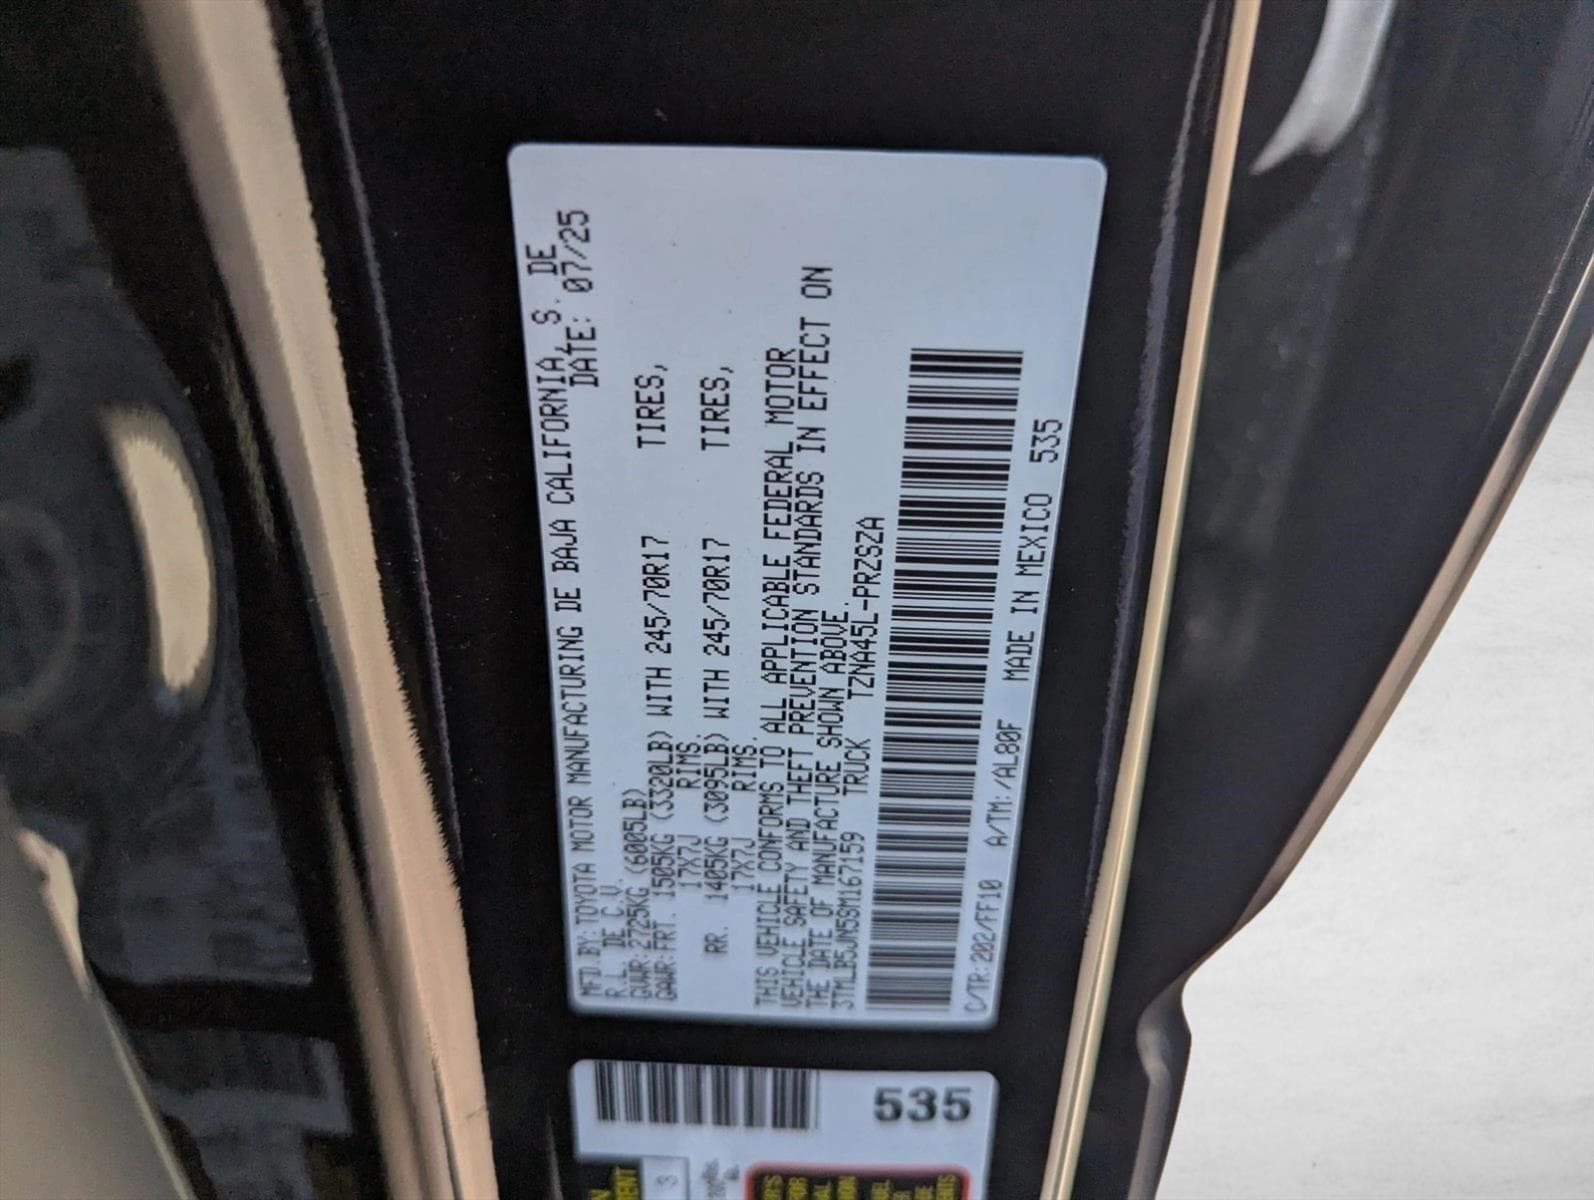 MFD.BY:TOYOTA MOTOR MANUFACTURING DE BAJA CALIFORNIA, S. DE
R.L. DE C.V. DATE: 07/25
GVWR:2725KG (6005LB)
GAWR:FRT. 1505KG (3320LB) WITH 245/70R17 TIRES,
17X7J RIMS.
RR. 1405KG (3095LB) WITH 245/70R17 TIRES,
17X7J RIMS.
THIS VEHICLE CONFORMS TO ALL APPLICABLE FEDERAL MOTOR
VEHICLE SAFETY AND THEFT PREVENTION STANDARDS IN EFFECT ON
THE DATE OF MANUFACTURE SHOWN ABOVE.
3TMLB5JN5SM167159 TRUCK TZNA45L-PRZSZA
C/TR:202/FF10 A/TM:/AL80F MADE IN MEXICO 535
535
3